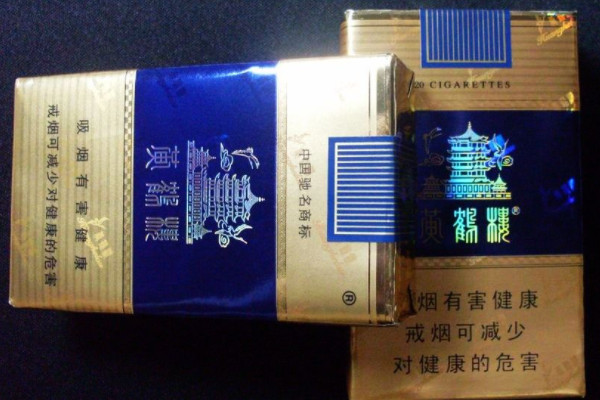 吸烟有害健康
戒烟可减少对健康的危害
黄鹤楼
中国驰名商标
®
20 CIGARETTES
黄鹤楼®
烟有害健康
戒烟可减少
对健康的危害